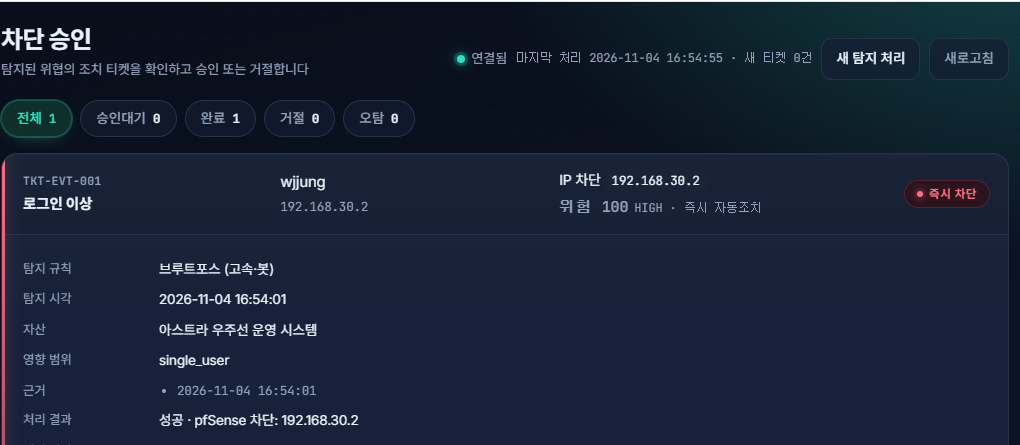 차단 승인
탐지된 위협의 조치 티켓을 확인하고 승인 또는 거절합니다
연결됨 마지막 처리 2026-11-04 16:54:55 · 새 티켓 0건
새 탐지 처리
새로고침
전체 1
승인대기 0
완료 1
거절 0
오탐 0
TKT-EVT-001
로그인 이상
wjjung
192.168.30.2
IP 차단 192.168.30.2
위험 100 HIGH · 즉시 자동조치
즉시 차단
탐지 규칙 브루트포스 (고속·봇)
탐지 시각 2026-11-04 16:54:01
자산 아스트라 우주선 운영 시스템
영향 범위 single_user
근거 • 2026-11-04 16:54:01
처리 결과 성공 · pfSense 차단: 192.168.30.2